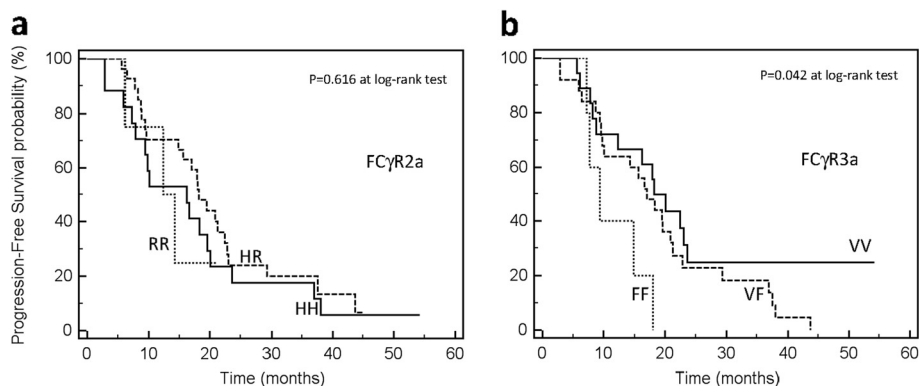 a
Progression-Free Survival probability (%)
100
80
60
40
20
0
P=0.616 at log-rank test
FCγR2a
RR
HR
HH
0 10 20 30 40 50 60
Time (months)
b
100
80
60
40
20
0
P=0.042 at log-rank test
FCγR3a
VV
FF
VF
0 10 20 30 40 50 60
Time (months)